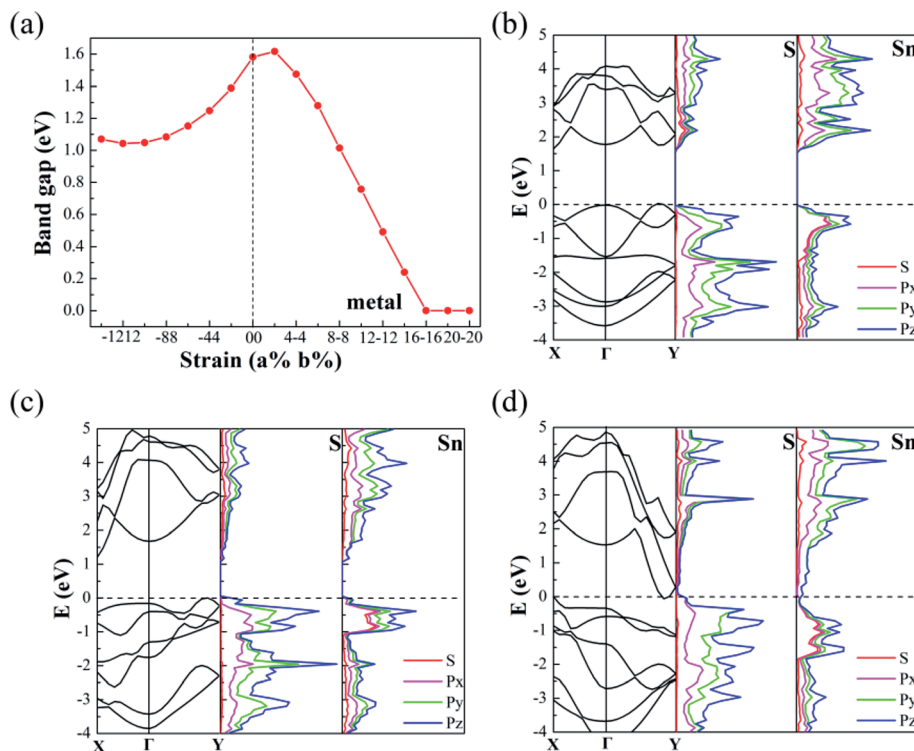 (a)
1.6
1.4
1.2
1.0
0.8
0.6
0.4
0.2
0.0
Band gap (eV)
metal
-1212 -88 -44 00 4-4 8-8 12-12 16-16 20-20
Strain (a% b%)
(b)
5
4
3
2
1
0
-1
-2
-3
-4
E (eV)
S
Sn
S
Px
Py
Pz
X Γ Y
(c)
5
4
3
2
1
0
-1
-2
-3
-4
E (eV)
S
Sn
S
Px
Py
Pz
X Γ Y
(d)
5
4
3
2
1
0
-1
-2
-3
-4
E (eV)
S
Sn
S
Px
Py
Pz
X Γ Y